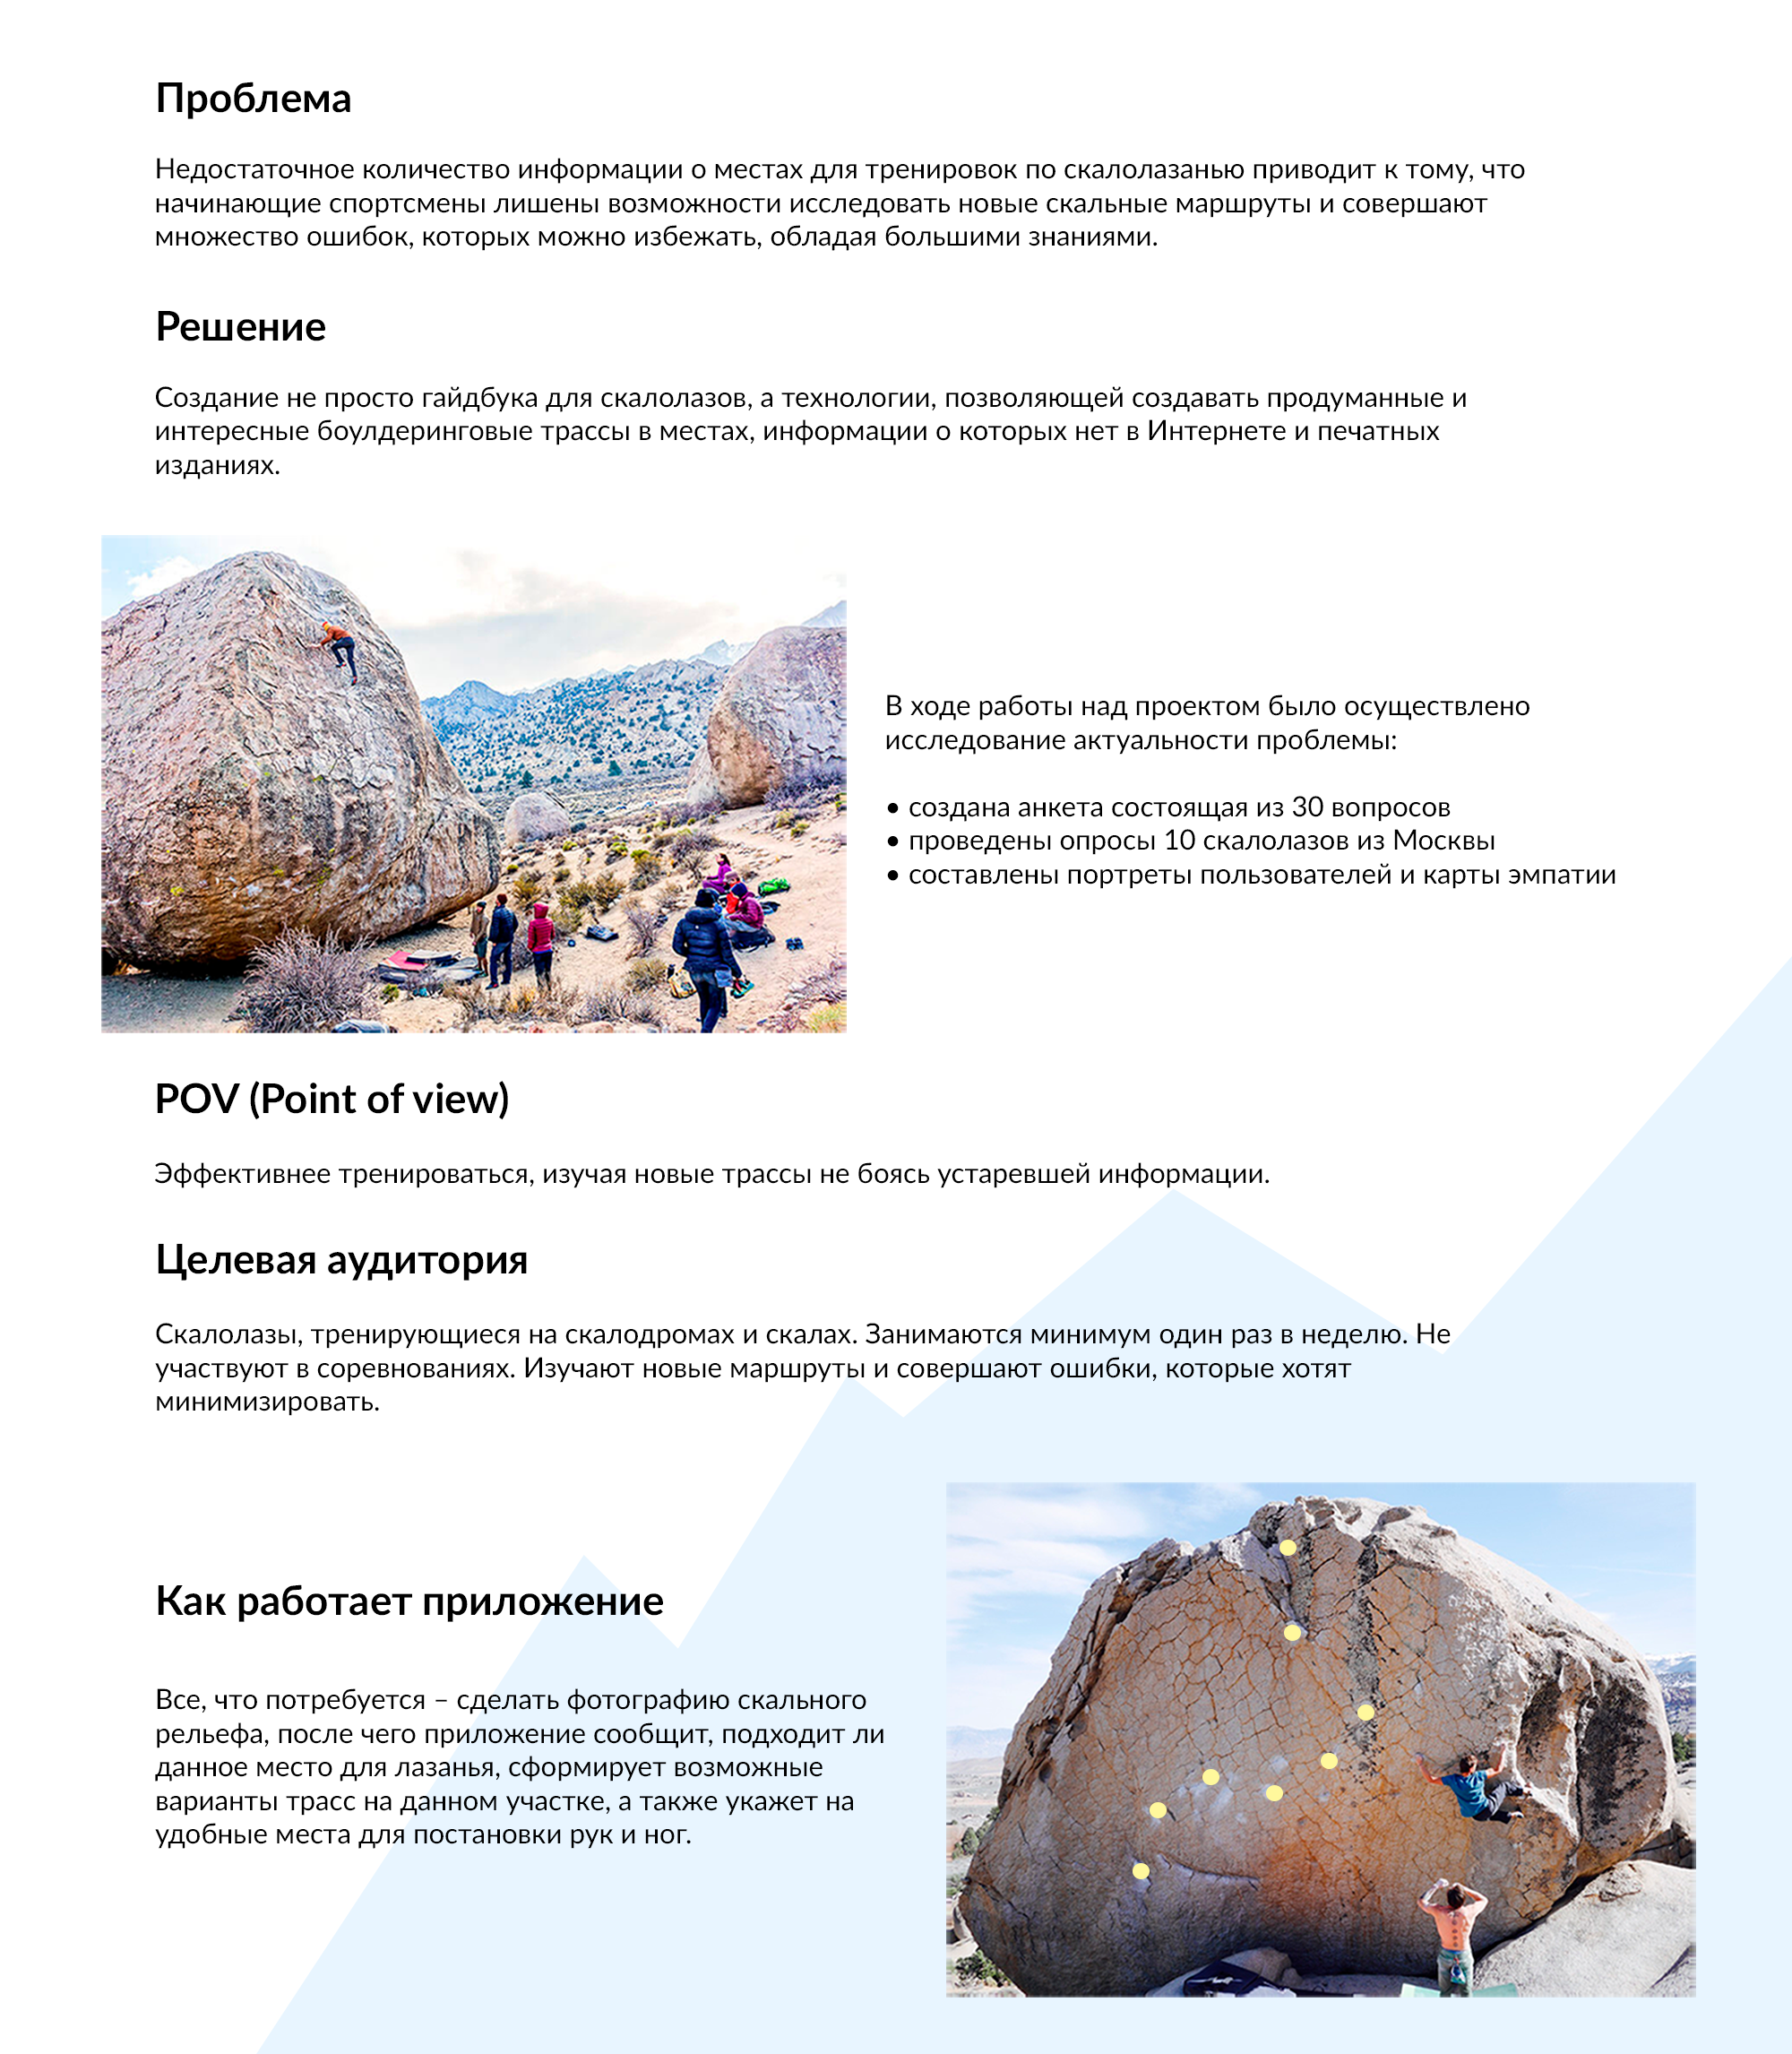 Проблема
Недостаточное количество информации о местах для тренировок по скалолазанью приводит к тому, что
начинающие спортсмены лишены возможности исследовать новые скальные маршруты и совершают
множество ошибок, которых можно избежать, обладая большими знаниями.
Решение
Создание не просто гайдбука для скалолазов, а технологии, позволяющей создавать продуманные и
интересные боулдеринговые трассы в местах, информации о которых нет в Интернете и печатных
изданиях.
В ходе работы над проектом было осуществлено
исследование актуальности проблемы:
• создана анкета состоящая из 30 вопросов
• проведены опросы 10 скалолазов из Москвы
• составлены портреты пользователей и карты эмпатии
POV (Point of view)
Эффективнее тренироваться, изучая новые трассы не боясь устаревшей информации.
Целевая аудитория
Скалолазы, тренирующиеся на скалодромах и скалах. Занимаются минимум один раз в неделю. Не
участвуют в соревнованиях. Изучают новые маршруты и совершают ошибки, которые хотят
минимизировать.
Как работает приложение
Все, что потребуется – сделать фотографию скального
рельефа, после чего приложение сообщит, подходит ли
данное место для лазанья, сформирует возможные
варианты трасс на данном участке, а также укажет на
удобные места для постановки рук и ног.